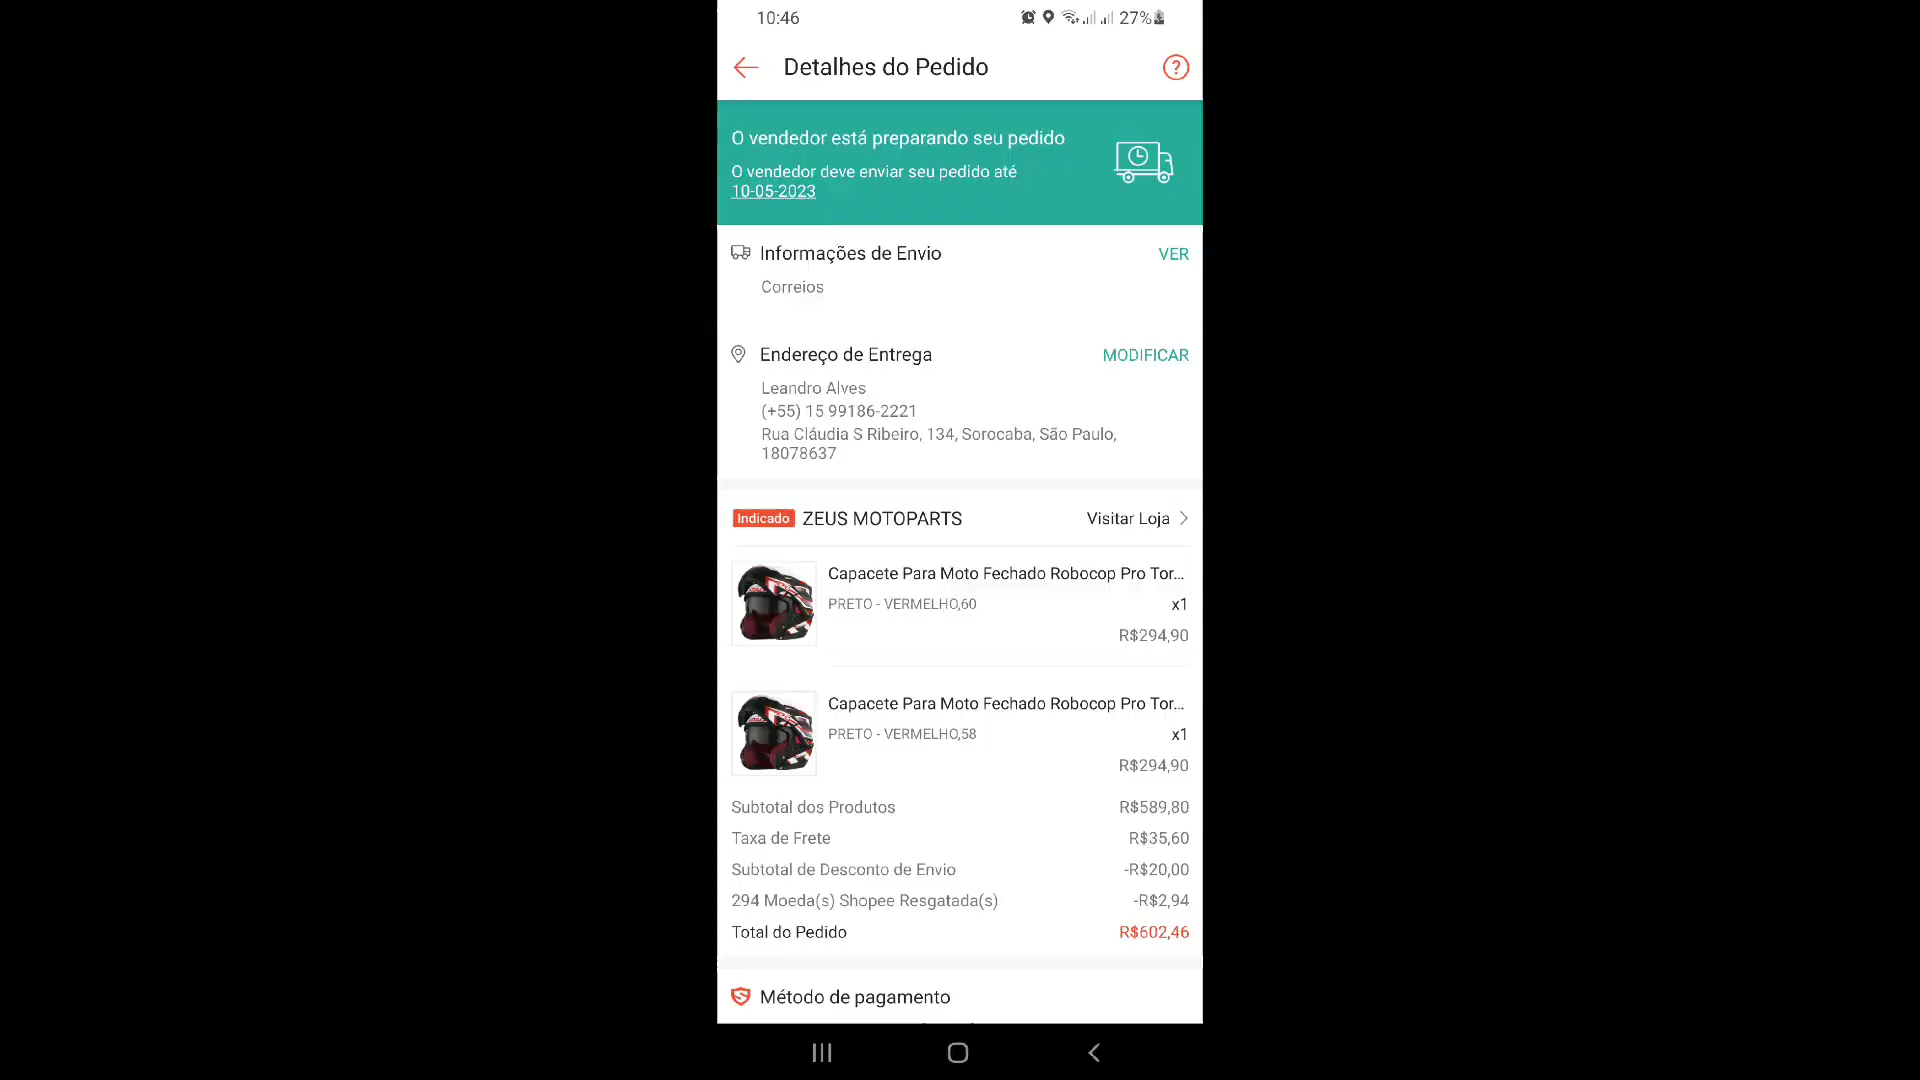 10:46
27%
Detalhes do Pedido
?
O vendedor está preparando seu pedido
O vendedor deve enviar seu pedido até
10-05-2023
Informações de Envio
VER
Correios
Endereço de Entrega
MODIFICAR
Leandro Alves
(+55) 15 99186-2221
Rua Cláudia S Ribeiro, 134, Sorocaba, São Paulo,
18078637
Indicado ZEUS MOTOPARTS
Visitar Loja
Capacete Para Moto Fechado Robocop Pro Tor...
PRETO - VERMELHO,60
x1
R$294,90
Capacete Para Moto Fechado Robocop Pro Tor...
PRETO - VERMELHO,58
x1
R$294,90
Subtotal dos Produtos R$589,80
Taxa de Frete R$35,60
Subtotal de Desconto de Envio -R$20,00
294 Moeda(s) Shopee Resgatada(s) -R$2,94
Total do Pedido R$602,46
Método de pagamento